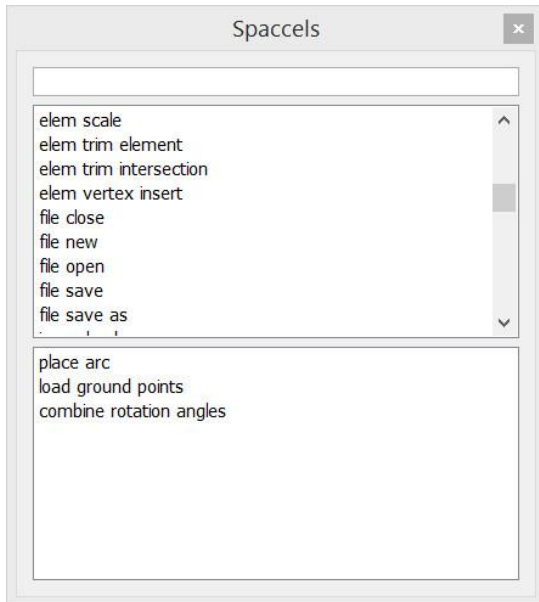 Spaccels
elem scale
elem trim element
elem trim intersection
elem vertex insert
file close
file new
file open
file save
file save as
place arc
load ground points
combine rotation angles